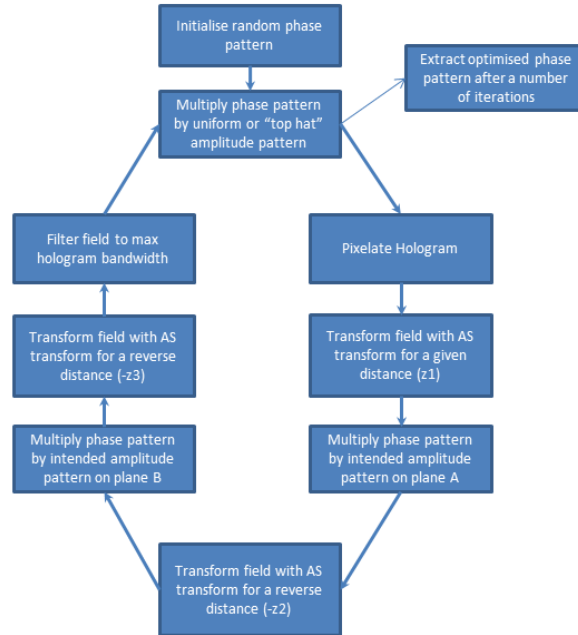 Initialise random phase
pattern
Extract optimised phase
pattern after a number
of iterations
Multiply phase pattern
by uniform or “top hat”
amplitude pattern
Filter field to max
hologram bandwidth
Pixelate Hologram
Transform field with AS
transform for a reverse
distance (-z3)
Transform field with AS
transform for a given
distance (z1)
Multiply phase pattern
by intended amplitude
pattern on plane B
Multiply phase pattern
by intended amplitude
pattern on plane A
Transform field with AS
transform for a reverse
distance (-z2)